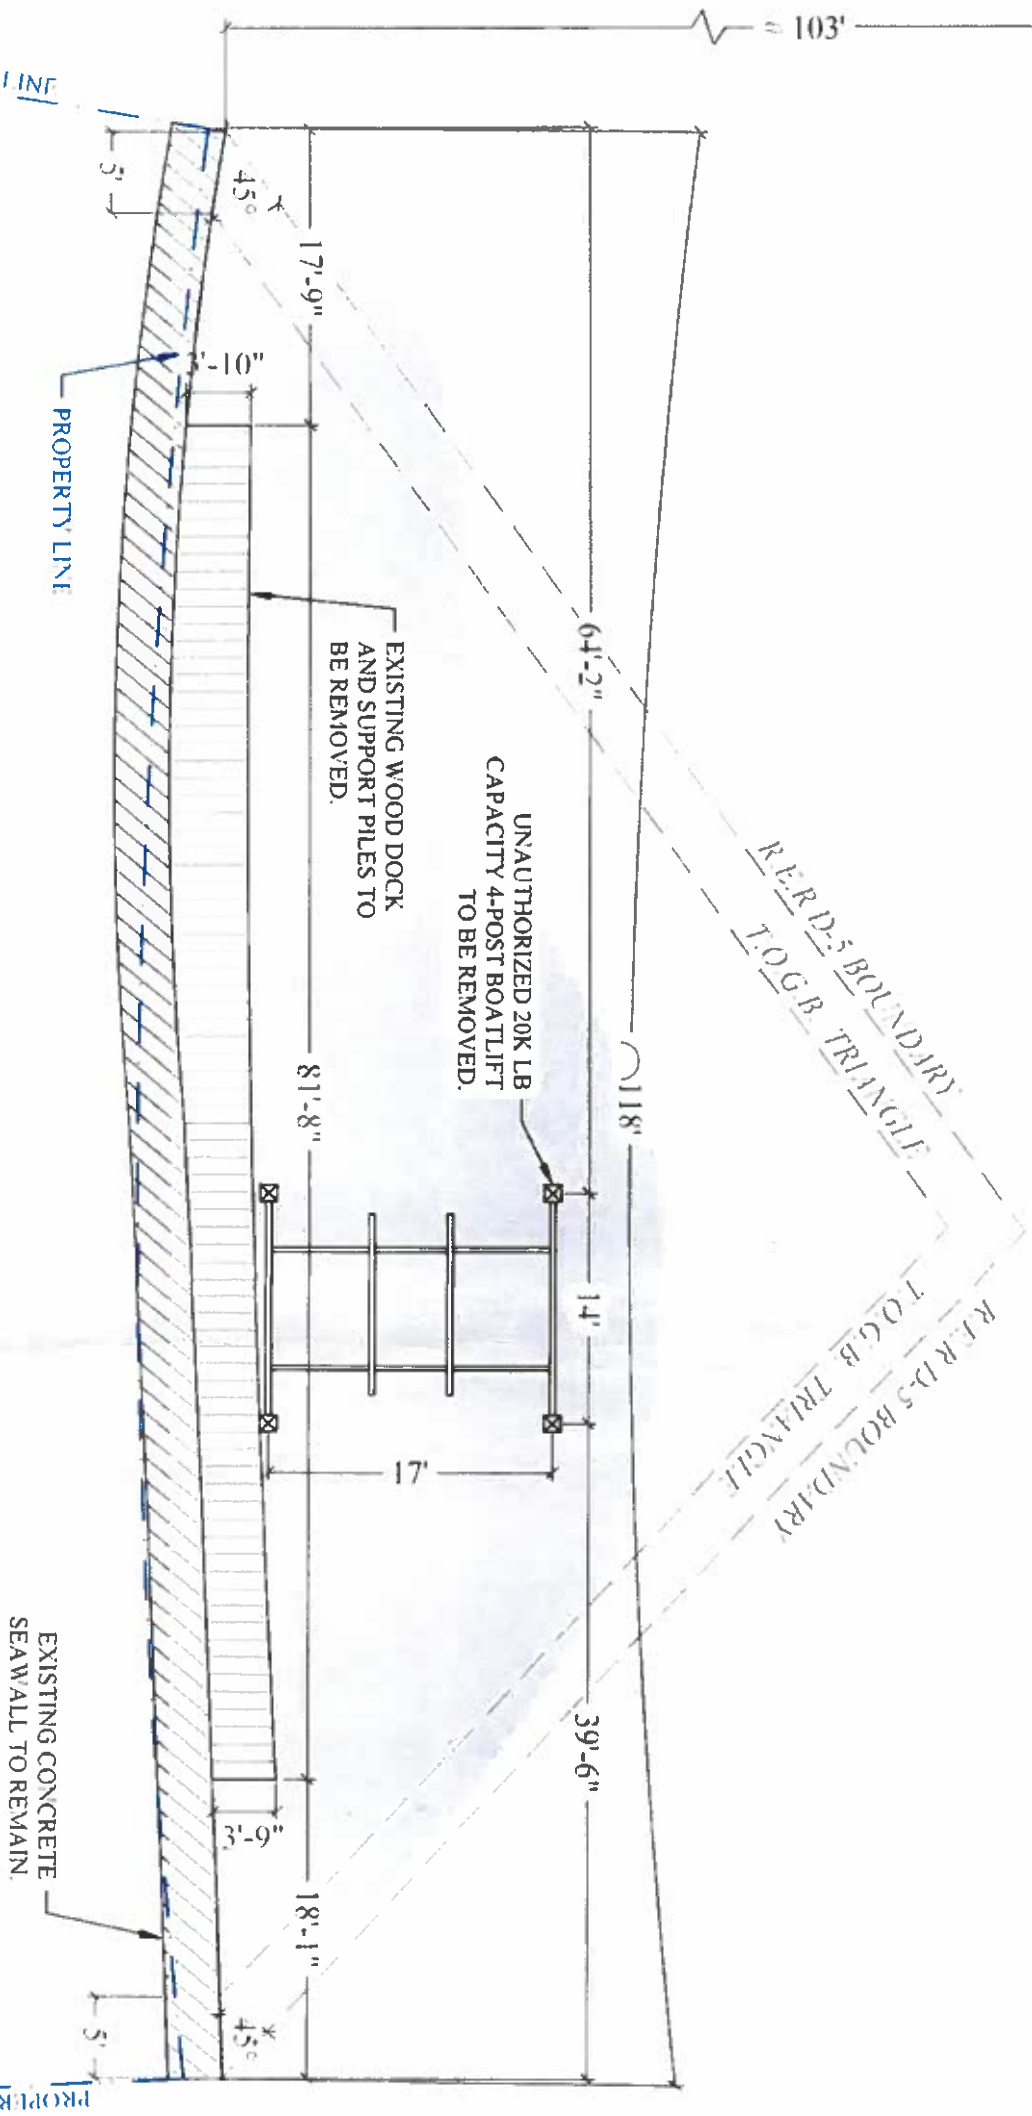 ≈ 103'
LINE
5'
45°
17'-9"
'-10"
PROPERTY LINE
64'-2"
EXISTING WOOD DOCK
AND SUPPORT PILES TO
BE REMOVED.
UNAUTHORIZED 20K LB
CAPACITY 4-POST BOATLIFT
TO BE REMOVED.
R.E.R D-5 BOUNDARY
T.O.G.B. TRIANGLE
118'
81'-8"
14'
17'
T.O.G.B. TRIANGLE
R.E.R D-5 BOUNDARY
39'-6"
3'-9"
18'-1"
EXISTING CONCRETE
SEAWALL TO REMAIN.
45°
5'
PROPER